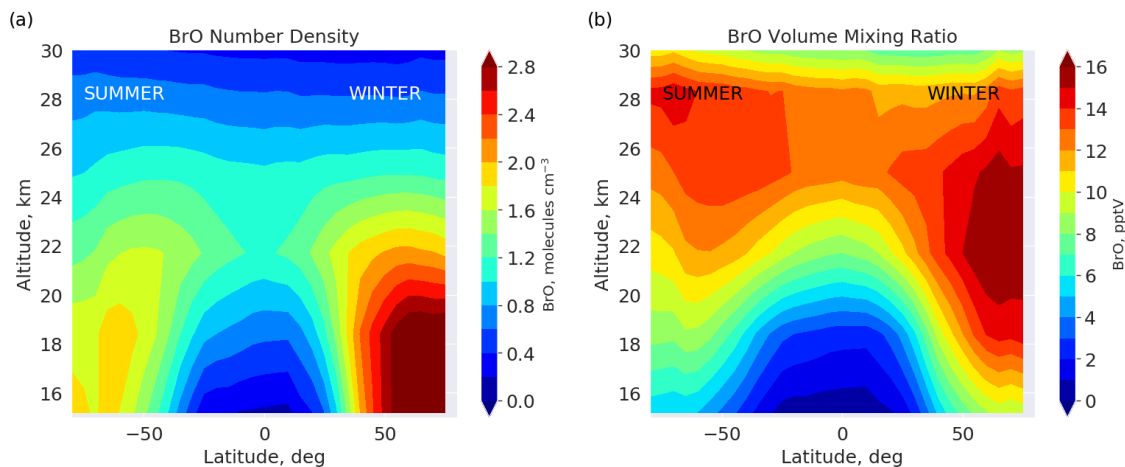 (a)
BrO Number Density
30
28
26
24
22
20
18
16
Altitude, km
SUMMER
WINTER
−50
0
50
Latitude, deg
2.8
2.4
2.0
1.6
1.2
0.8
0.4
0.0
BrO, molecules cm⁻³
(b)
BrO Volume Mixing Ratio
30
28
26
24
22
20
18
16
Altitude, km
SUMMER
WINTER
−50
0
50
Latitude, deg
16
14
12
10
8
6
4
2
0
BrO, pptV